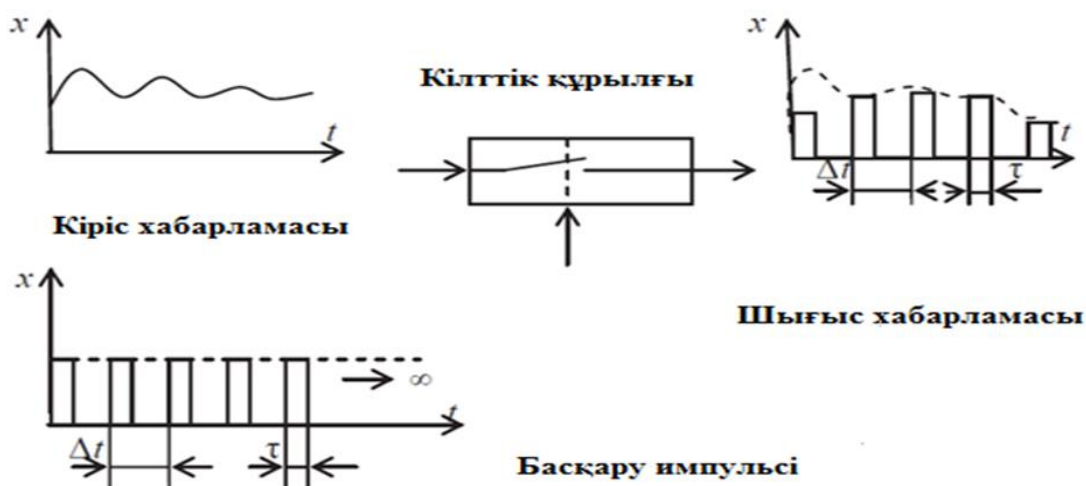 x
t
Кіріс хабарламасы
Кілттік құрылғы
x
t
Δt
τ
Шығыс хабарламасы
x
∞
t
Δt
τ
Басқару импульсі